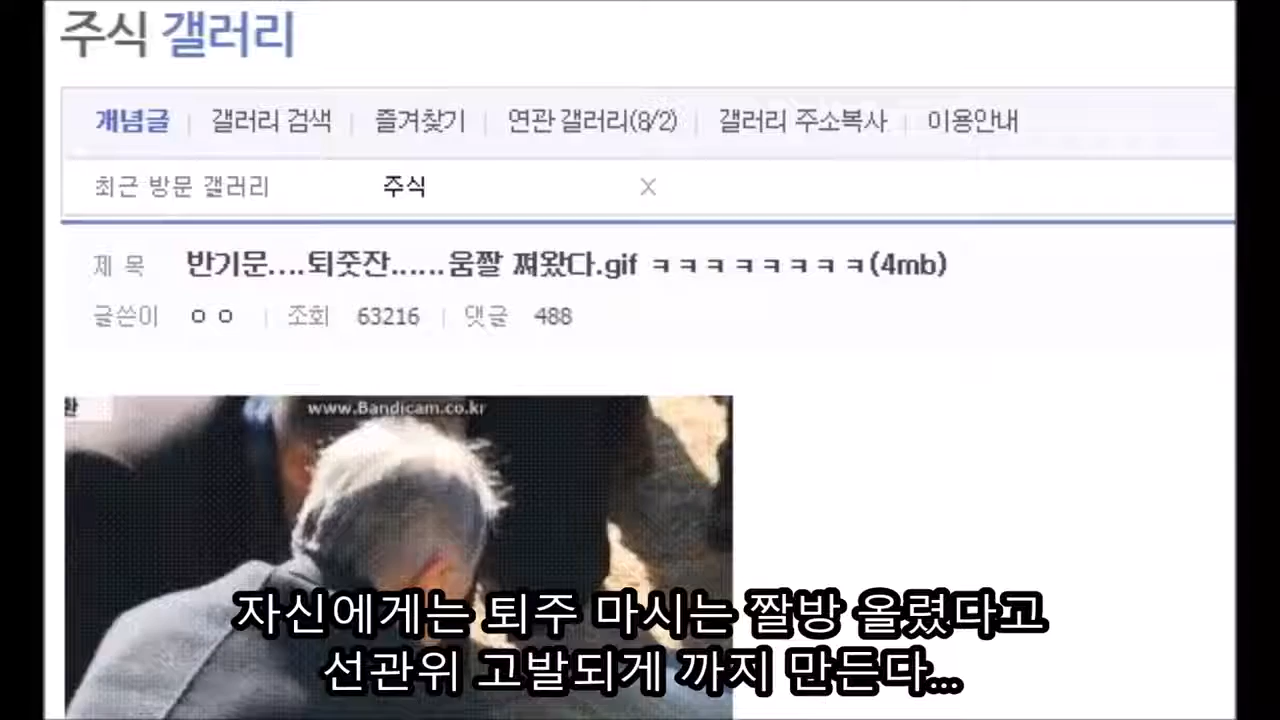 주식 갤러리
개념글 | 갤러리 검색 | 즐겨찾기 | 연관 갤러리(8/2) | 갤러리 주소복사 | 이용안내
최근 방문 갤러리 주식 ×
제 목 반기문....퇴줏잔......움짤 쪄왔다.gif ㅋㅋㅋㅋㅋㅋㅋㅋ(4mb)
글쓴이 ㅇㅇ | 조회 63216 | 댓글 488
환
www.Bandicam.co.kr
자신에게는 퇴주 마시는 짤방 올렸다고
선관위 고발되게 까지 만든다...